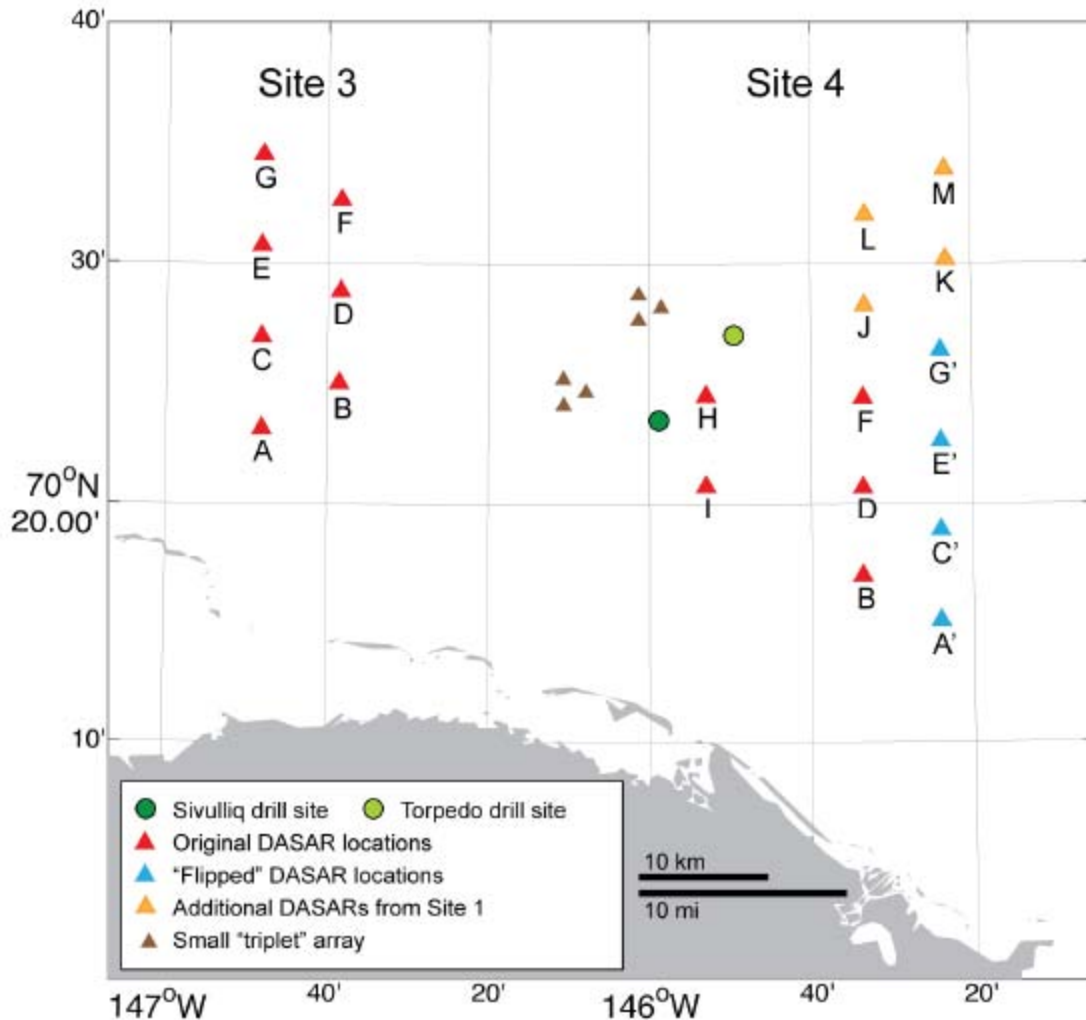 40'
Site 3
Site 4
G
M
F
L
30'
E
K
D
J
C
G'
B
H
F
A
E'
70°N
20.00'
I
D
C'
B
A'
10'
Sivulliq drill site
Torpedo drill site
Original DASAR locations
"Flipped" DASAR locations
Additional DASARs from Site 1
Small "triplet" array
10 km
10 mi
147°W
40'
20'
146°W
40'
20'